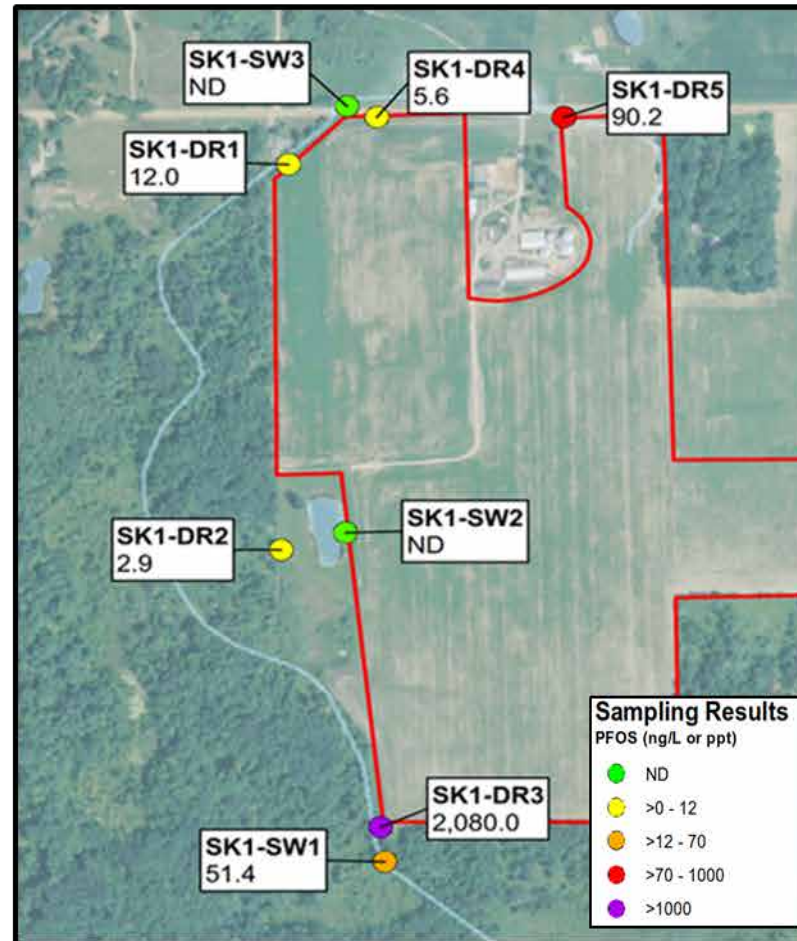 SK1-SW3
ND
SK1-DR4
5.6
SK1-DR5
90.2
SK1-DR1
12.0
SK1-SW2
ND
SK1-DR2
2.9
SK1-DR3
2,080.0
SK1-SW1
51.4
Sampling Results
PFOS (ng/L or ppt)
ND
>0 - 12
>12 - 70
>70 - 1000
>1000